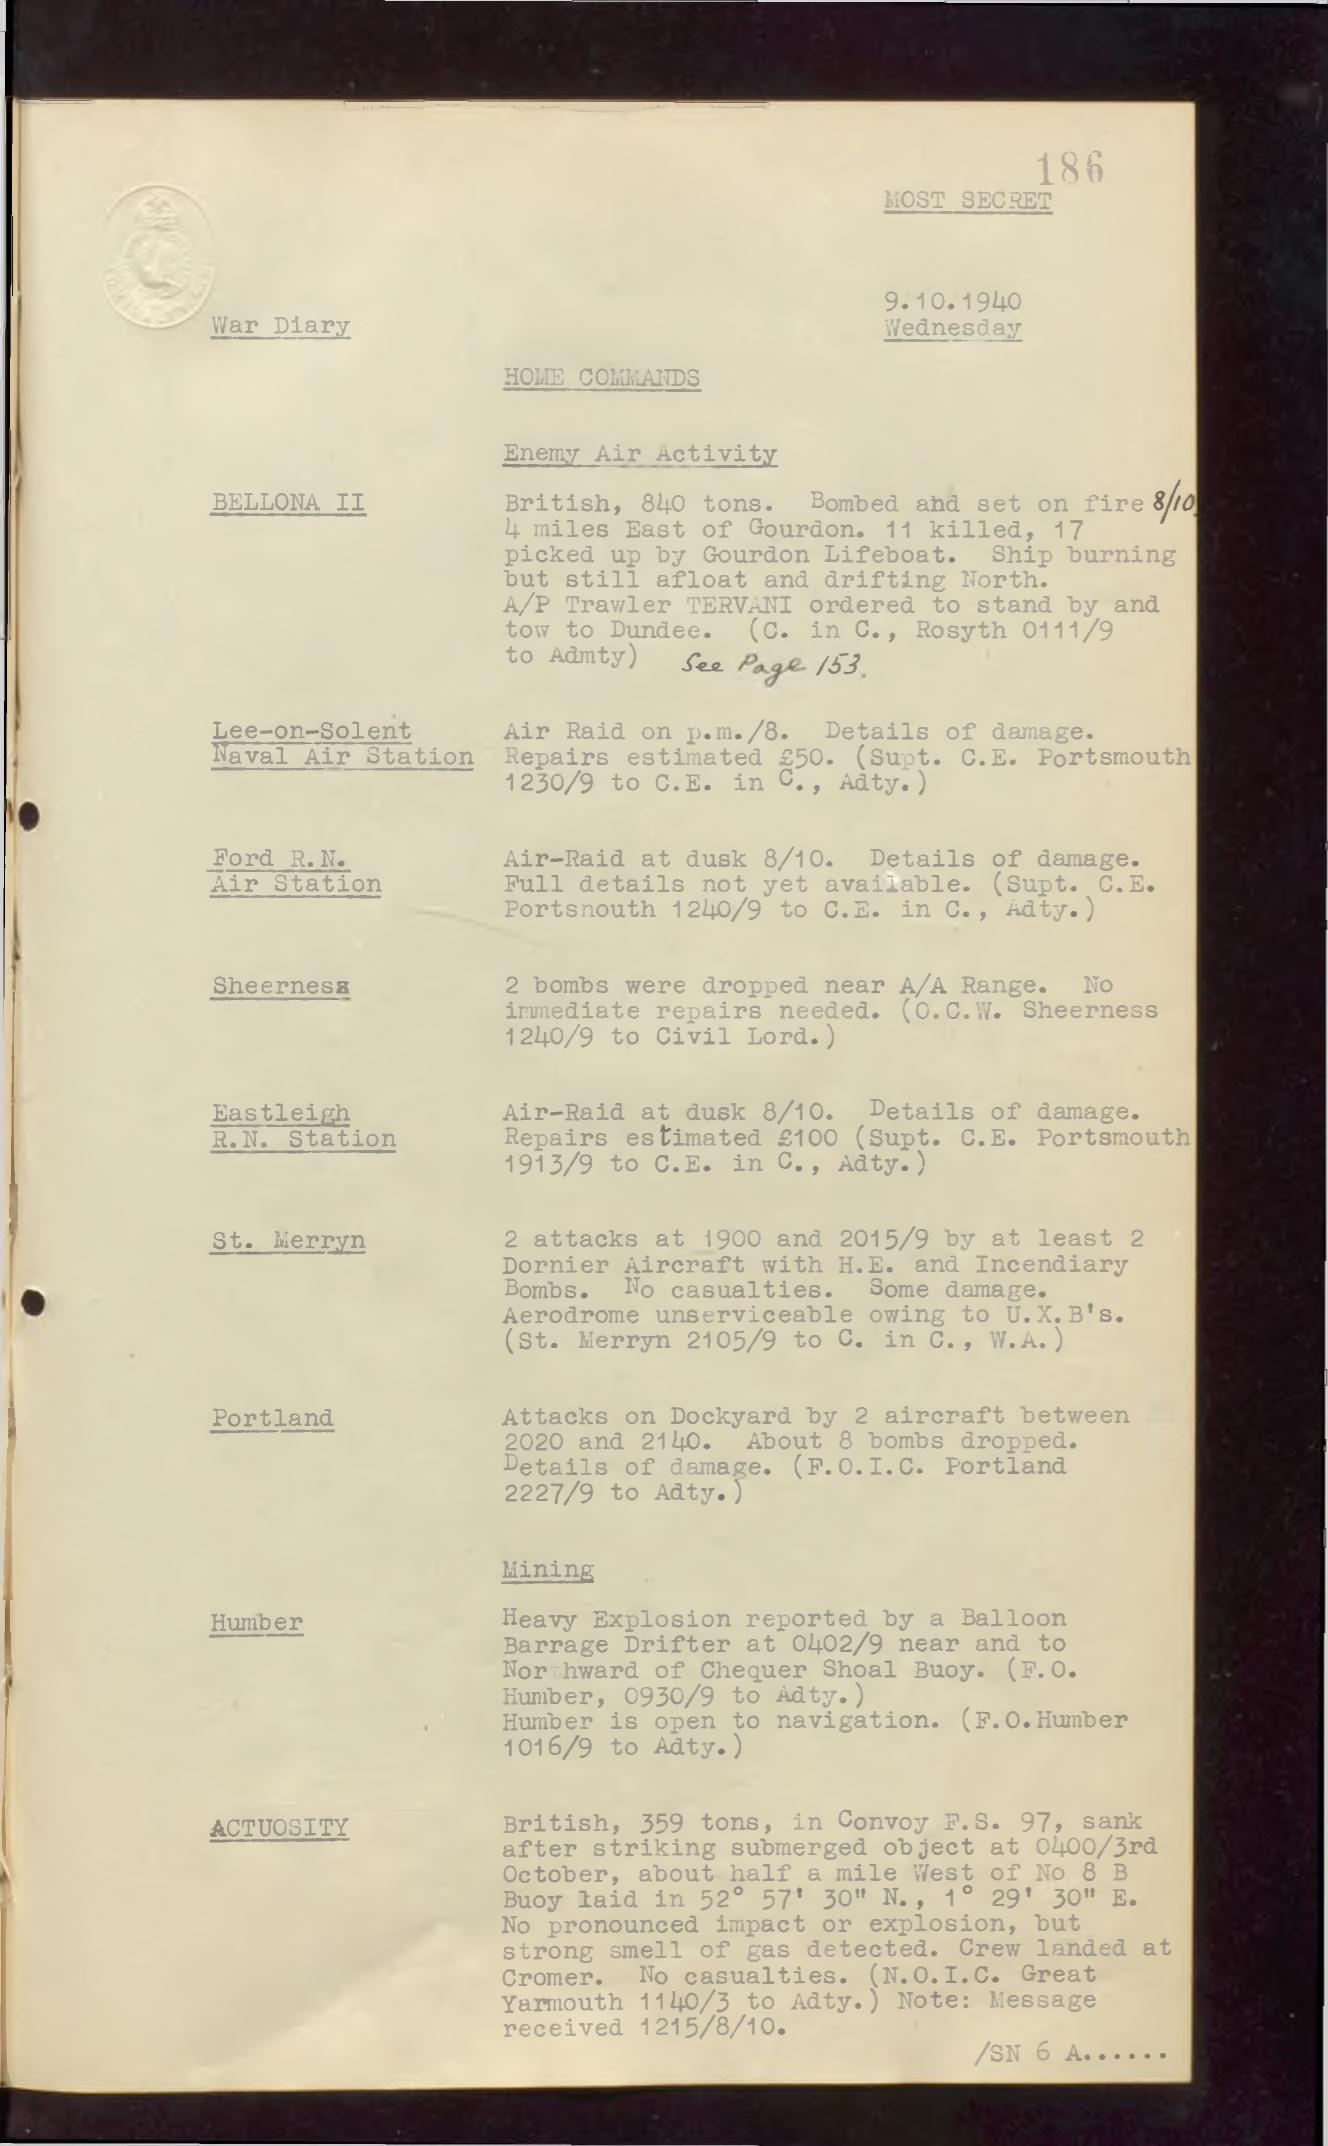 186
MOST SECRET
9.10.1940
War Diary
Wednesday
HOME COMMANDS
Enemy Air Activity
BELLONA II
British, 840 tons. Bombed and set on fire 8/10
4 miles East of Gourdon. 11 killed, 17
picked up by Gourdon Lifeboat. Ship burning
but still afloat and drifting North.
A/P Trawler TERVANI ordered to stand by and
tow to Dundee. (C. in C., Rosyth 0111/9
to Admty) See Page 153.
Lee-on-Solent
Naval Air Station
Air Raid on p.m./8. Details of damage.
Repairs estimated £50. (Supt. C.E. Portsmouth
1230/9 to C.E. in C., Adty.)
Ford R.N.
Air Station
Air-Raid at dusk 8/10. Details of damage.
Full details not yet available. (Supt. C.E.
Portsnouth 1240/9 to C.E. in C., Adty.)
Sheerness
2 bombs were dropped near A/A Range. No
immediate repairs needed. (O.C.W. Sheerness
1240/9 to Civil Lord.)
Eastleigh
R.N. Station
Air-Raid at dusk 8/10. Details of damage.
Repairs estimated £100 (Supt. C.E. Portsmouth
1913/9 to C.E. in C., Adty.)
St. Merryn
2 attacks at 1900 and 2015/9 by at least 2
Dornier Aircraft with H.E. and Incendiary
Bombs. No casualties. Some damage.
Aerodrome unserviceable owing to U.X.B's.
(St. Merryn 2105/9 to C. in C., W.A.)
Portland
Attacks on Dockyard by 2 aircraft between
2020 and 2140. About 8 bombs dropped.
Details of damage. (F.O.I.C. Portland
2227/9 to Adty.)
Mining
Humber
Heavy Explosion reported by a Balloon
Barrage Drifter at 0402/9 near and to
Northward of Chequer Shoal Buoy. (F.O.
Humber, 0930/9 to Adty.)
Humber is open to navigation. (F.O.Humber
1016/9 to Adty.)
ACTUOSITY
British, 359 tons, in Convoy F.S. 97, sank
after striking submerged object at 0400/3rd
October, about half a mile West of No 8 B
Buoy laid in 52° 57' 30" N., 1° 29' 30" E.
No pronounced impact or explosion, but
strong smell of gas detected. Crew landed at
Cromer. No casualties. (N.O.I.C. Great
Yarmouth 1140/3 to Adty.) Note: Message
received 1215/8/10.
/SN 6 A......